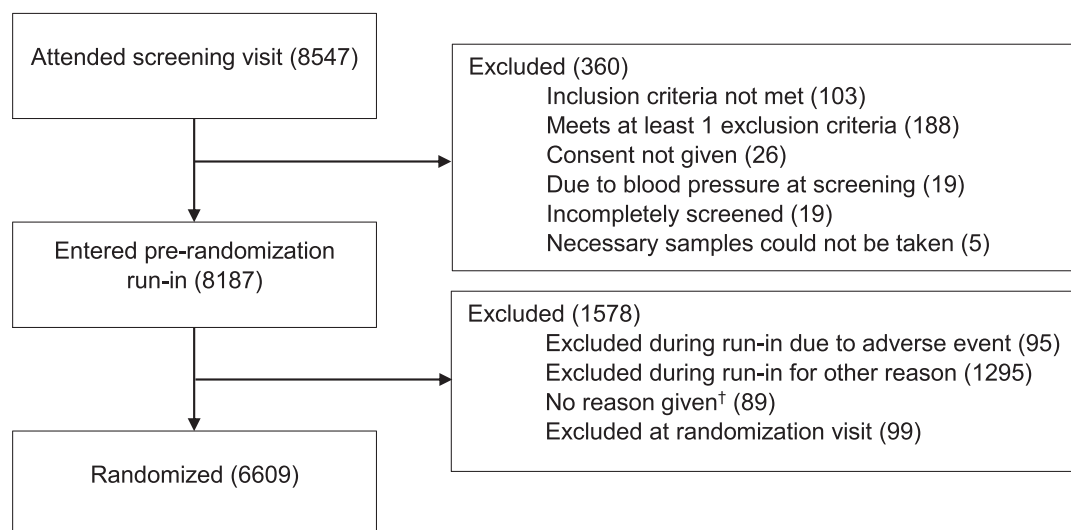 Attended screening visit (8547)
Excluded (360)
Inclusion criteria not met (103)
Meets at least 1 exclusion criteria (188)
Consent not given (26)
Due to blood pressure at screening (19)
Incompletely screened (19)
Necessary samples could not be taken (5)
Entered pre-randomization
run-in (8187)
Excluded (1578)
Excluded during run-in due to adverse event (95)
Excluded during run-in for other reason (1295)
No reason given† (89)
Excluded at randomization visit (99)
Randomized (6609)